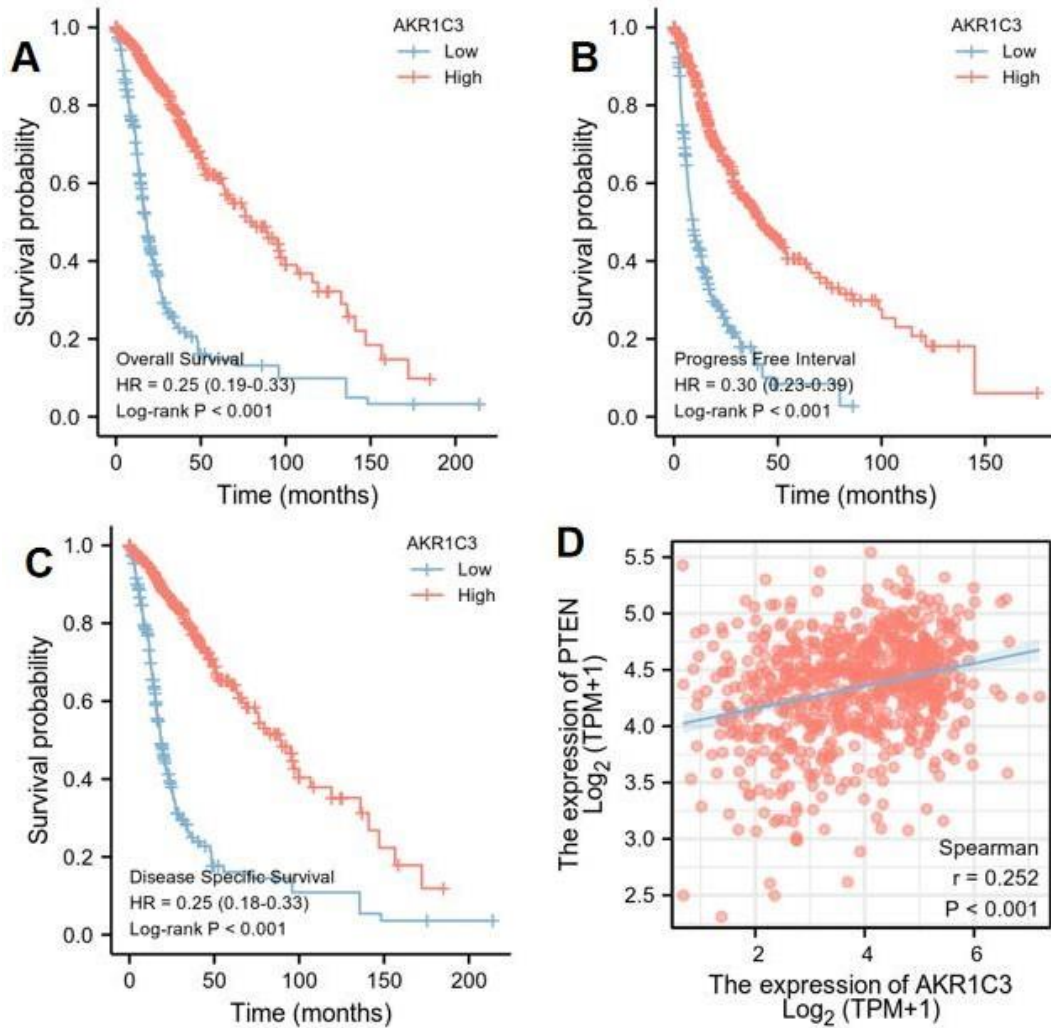 A
AKR1C3
Low
High
Survival probability
1.0
0.8
0.6
0.4
0.2
0.0
Overall Survival
HR = 0.25 (0.19-0.33)
Log-rank P < 0.001
0 50 100 150 200
Time (months)
B
AKR1C3
Low
High
Survival probability
1.0
0.8
0.6
0.4
0.2
0.0
Progress Free Interval
HR = 0.30 (0.23-0.39)
Log-rank P < 0.001
0 50 100 150
Time (months)
C
AKR1C3
Low
High
Survival probability
1.0
0.8
0.6
0.4
0.2
0.0
Disease Specific Survival
HR = 0.25 (0.18-0.33)
Log-rank P < 0.001
0 50 100 150 200
Time (months)
D
The expression of PTEN
Log₂ (TPM+1)
5.5
5.0
4.5
4.0
3.5
3.0
2.5
Spearman
r = 0.252
P < 0.001
2 4 6
The expression of AKR1C3
Log₂ (TPM+1)